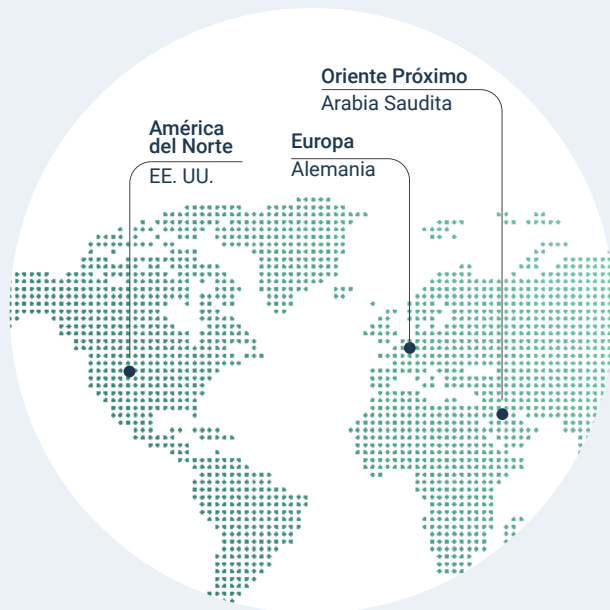 América
del Norte
EE. UU.
Europa
Alemania
Oriente Próximo
Arabia Saudita